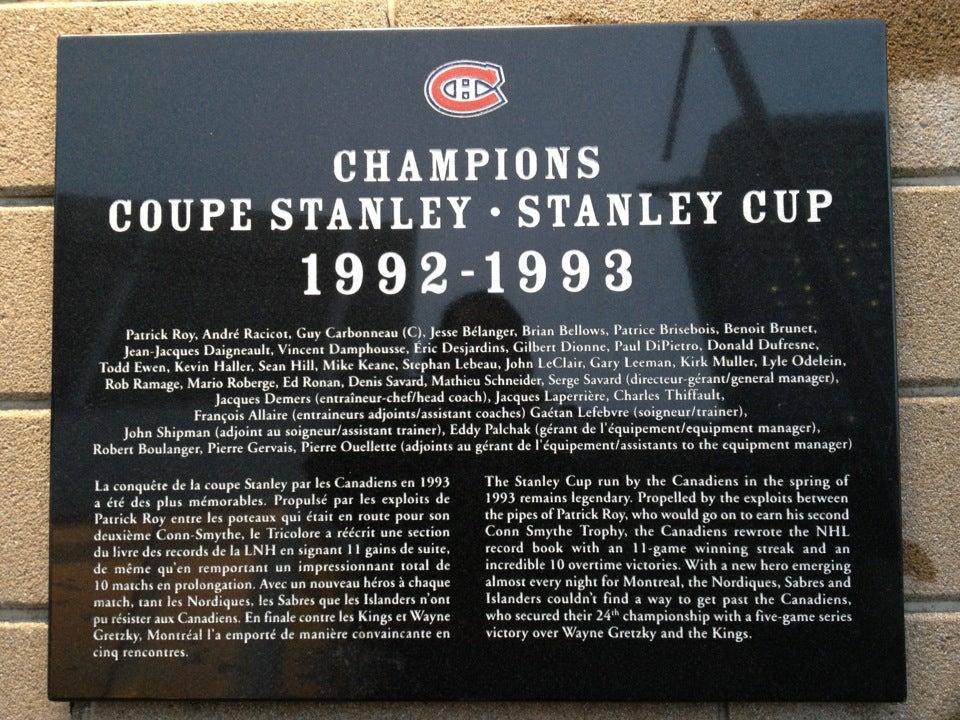 CHAMPIONS
COUPE STANLEY · STANLEY CUP
1992-1993
Patrick Roy, André Racicot, Guy Carbonneau (C), Jesse Bélanger, Brian Bellows, Patrice Brisebois, Benoit Brunet,
Jean-Jacques Daigneault, Vincent Damphousse, Éric Desjardins, Gilbert Dionne, Paul DiPietro, Donald Dufresne,
Todd Ewen, Kevin Haller, Sean Hill, Mike Keane, Stephan Lebeau, John LeClair, Gary Leeman, Kirk Muller, Lyle Odelein,
Rob Ramage, Mario Roberge, Ed Ronan, Denis Savard, Mathieu Schneider, Serge Savard (directeur-gérant/general manager),
Jacques Demers (entraîneur-chef/head coach), Jacques Laperrière, Charles Thiffault,
François Allaire (entraineurs adjoints/assistant coaches) Gaétan Lefebvre (soigneur/trainer),
John Shipman (adjoint au soigneur/assistant trainer), Eddy Palchak (gérant de l'équipement/equipment manager),
Robert Boulanger, Pierre Gervais, Pierre Ouellette (adjoints au gérant de l'équipement/assistants to the equipment manager)
La conquête de la coupe Stanley par les Canadiens en 1993
a été des plus mémorables. Propulsé par les exploits de
Patrick Roy entre les poteaux qui était en route pour son
deuxième Conn-Smythe, le Tricolore a réécrit une section
du livre des records de la LNH en signant 11 gains de suite,
de même qu'en remportant un impressionnant total de
10 matchs en prolongation. Avec un nouveau héros à chaque
match, tant les Nordiques, les Sabres que les Islanders n'ont
pu résister aux Canadiens. En finale contre les Kings et Wayne
Gretzky, Montréal l'a emporté de manière convaincante en
cinq rencontres.
The Stanley Cup run by the Canadiens in the spring of
1993 remains legendary. Propelled by the exploits between
the pipes of Patrick Roy, who would go on to earn his second
Conn Smythe Trophy, the Canadiens rewrote the NHL
record book with an 11-game winning streak and an
incredible 10 overtime victories. With a new hero emerging
almost every night for Montreal, the Nordiques, Sabres and
Islanders couldn't find a way to get past the Canadiens,
who secured their 24th championship with a five-game series
victory over Wayne Gretzky and the Kings.